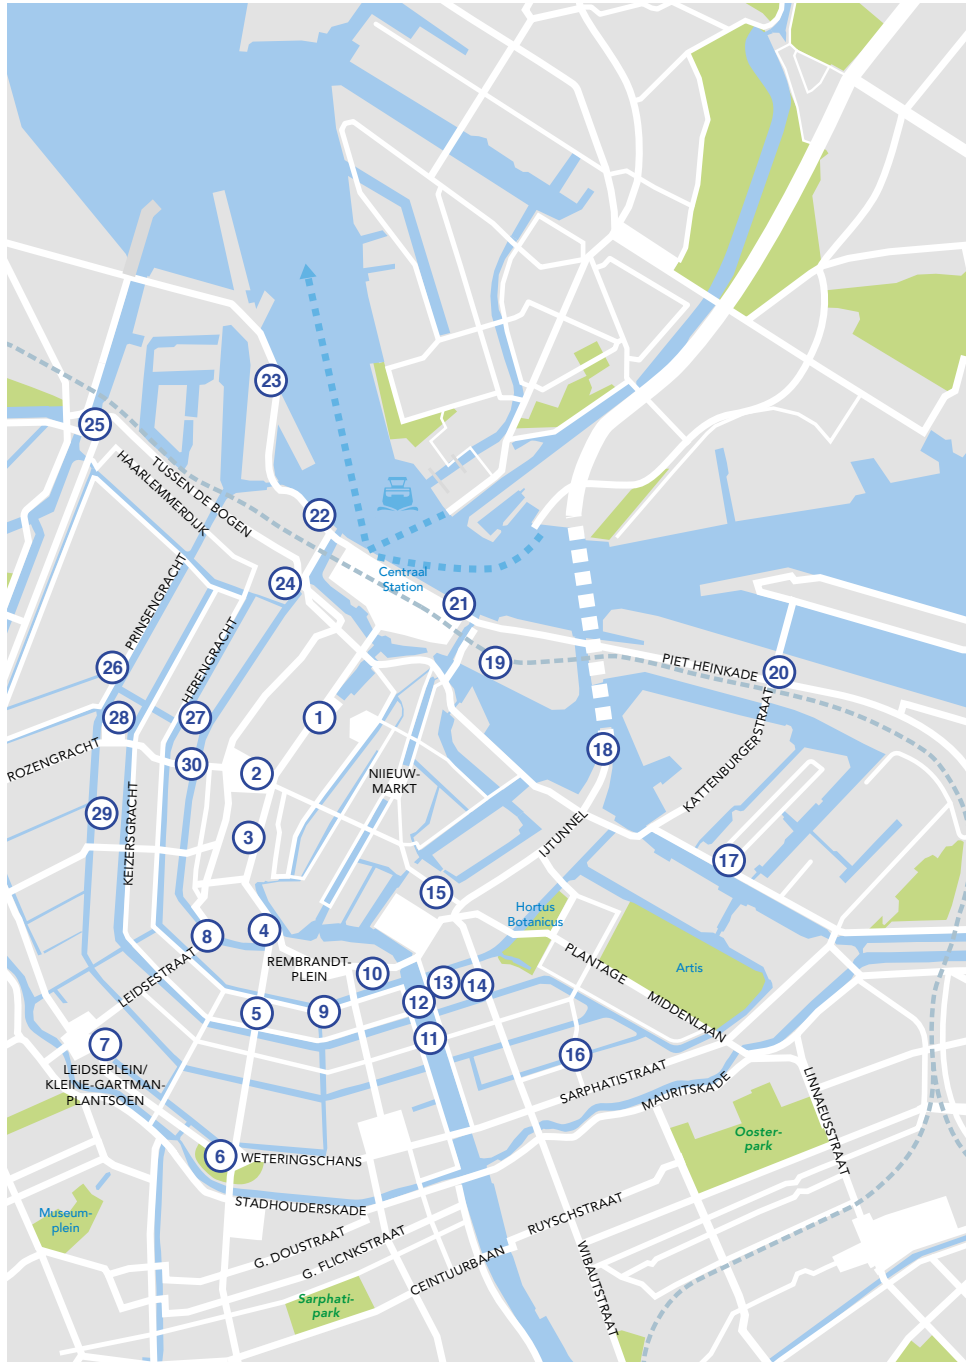 23
25
TUSSEN DE BOGEN
HAARLEMMERDIJK
22
Centraal
Station
24
21
PRINSENGRACHT
HERENGRACHT
26
19
PIET HEINKADE
20
28
27
1
ROZENGRACHT
18
KATTENBURGERSTRAAT
30
2
NIIEUW-
MARKT
29
KEIZERSGRACHT
3
IJTUNNEL
17
15
Hortus
Botanicus
8
4
REMBRANDT-
PLEIN
LEIDSESTRAAT
10
13
14
PLANTAGE
MIDDENLAAN
Artis
12
5
9
11
7
16
LEIDSEPLEIN/
KLEINE-GARTMAN-
PLANTSOEN
SARPHATISTRAAT
MAURITSKADE
LINNAEUSSTRAAT
Ooster-
park
6
WETERINGSCHANS
STADHOUDERSKADE
Museum-
plein
G. DOUSTRAAT
G. FLICNKSTRAAT
RUYSCHSTRAAT
CEINTUURBAAN
WIBAUTSTRAAT
Sarphati-
park